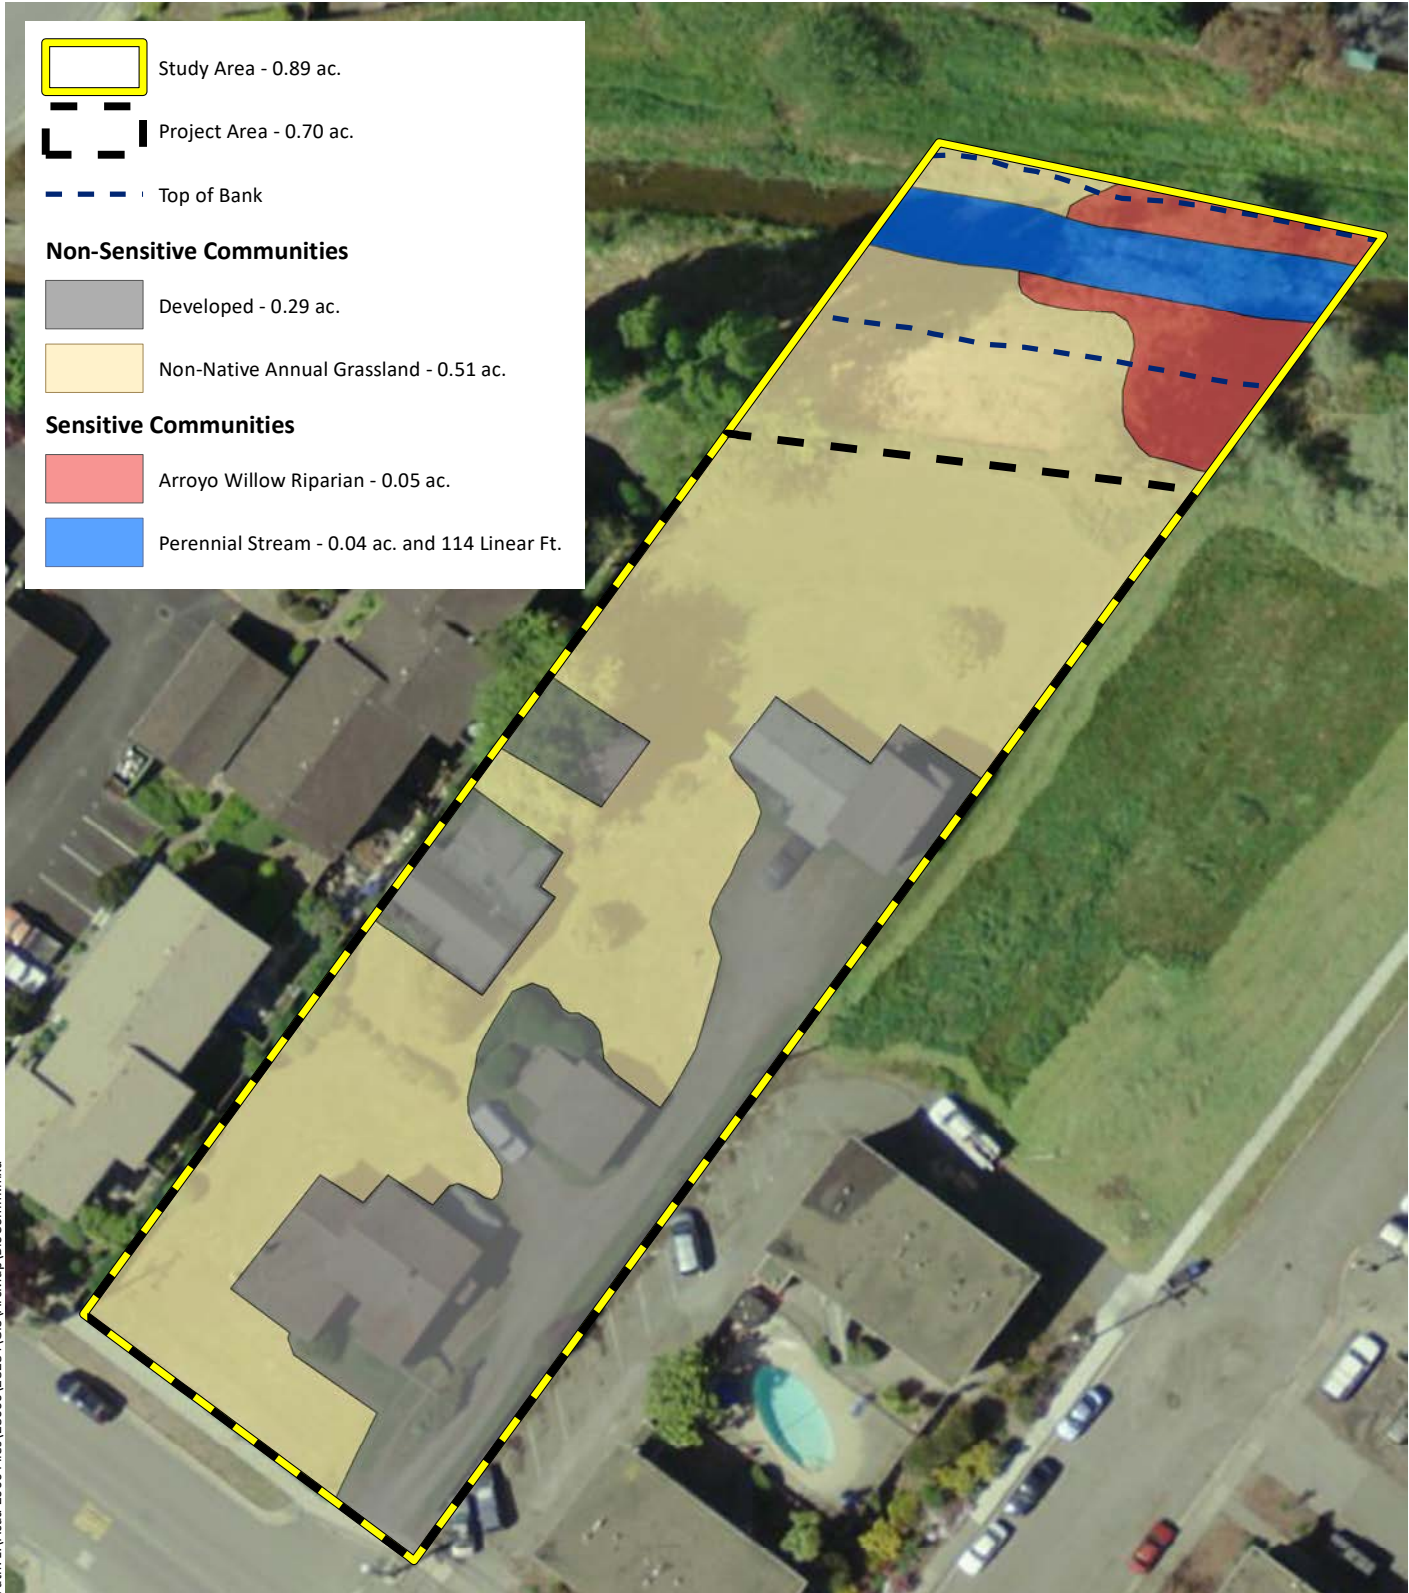 Study Area - 0.89 ac.
Project Area - 0.70 ac.
Top of Bank
Non-Sensitive Communities
Developed - 0.29 ac.
Non-Native Annual Grassland - 0.51 ac.
Sensitive Communities
Arroyo Willow Riparian - 0.05 ac.
Perennial Stream - 0.04 ac. and 114 Linear Ft.